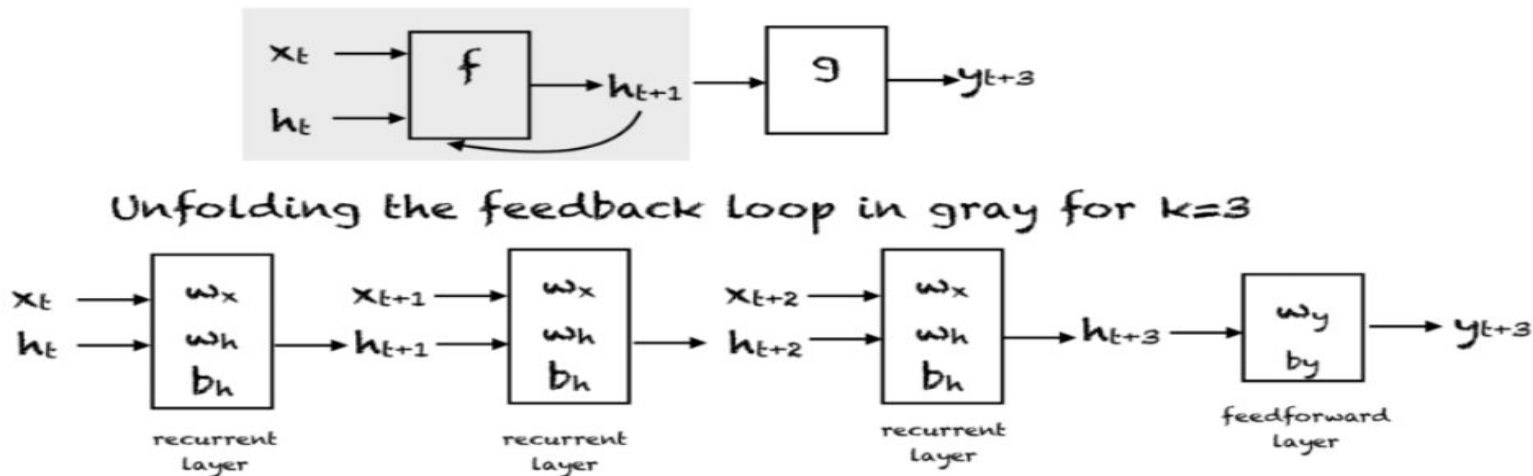 xₜ
f
hₜ₊₁
g
yₜ₊₃
hₜ
Unfolding the feedback loop in gray for k=3
xₜ
wₓ
xₜ₊₁
wₓ
xₜ₊₂
wₓ
hₜ
wₕ
hₜ₊₁
wₕ
hₜ₊₂
wₕ
hₜ₊₃
wy
yₜ₊₃
bₕ
bₕ
bₕ
by
recurrent
layer
recurrent
layer
recurrent
layer
feedforward
layer